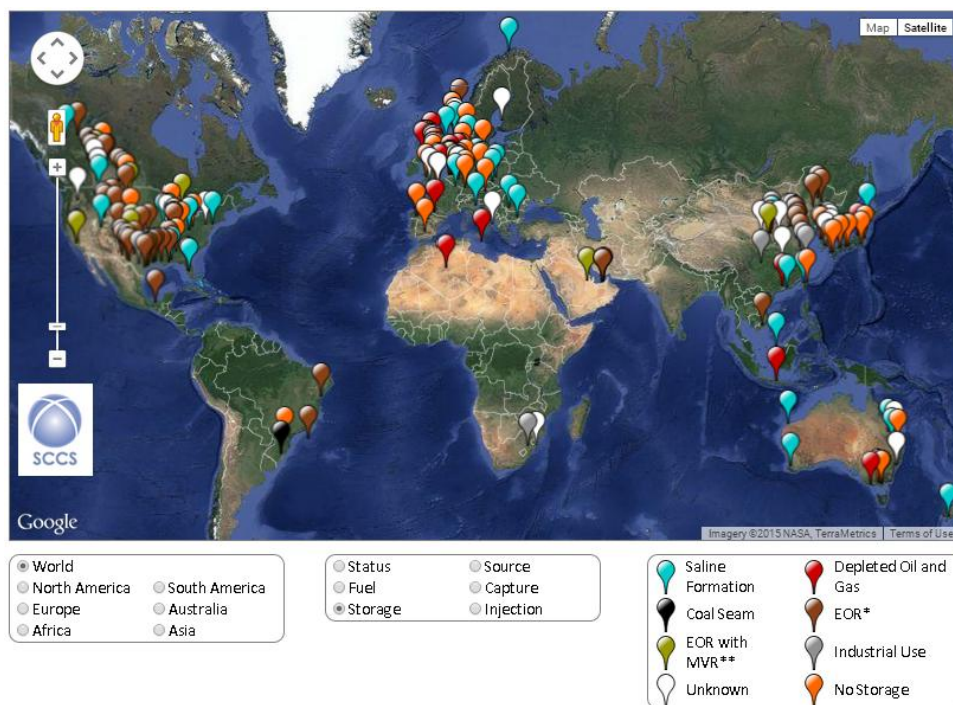 Map Satellite
SCCS
Google
Imagery ©2015 NASA, TerraMetrics Terms of Use
World
North America South America
Europe Australia
Africa Asia
Status Source
Fuel Capture
Storage Injection
Saline Formation
Depleted Oil and Gas
Coal Seam
EOR*
EOR with MVR**
Industrial Use
Unknown
No Storage